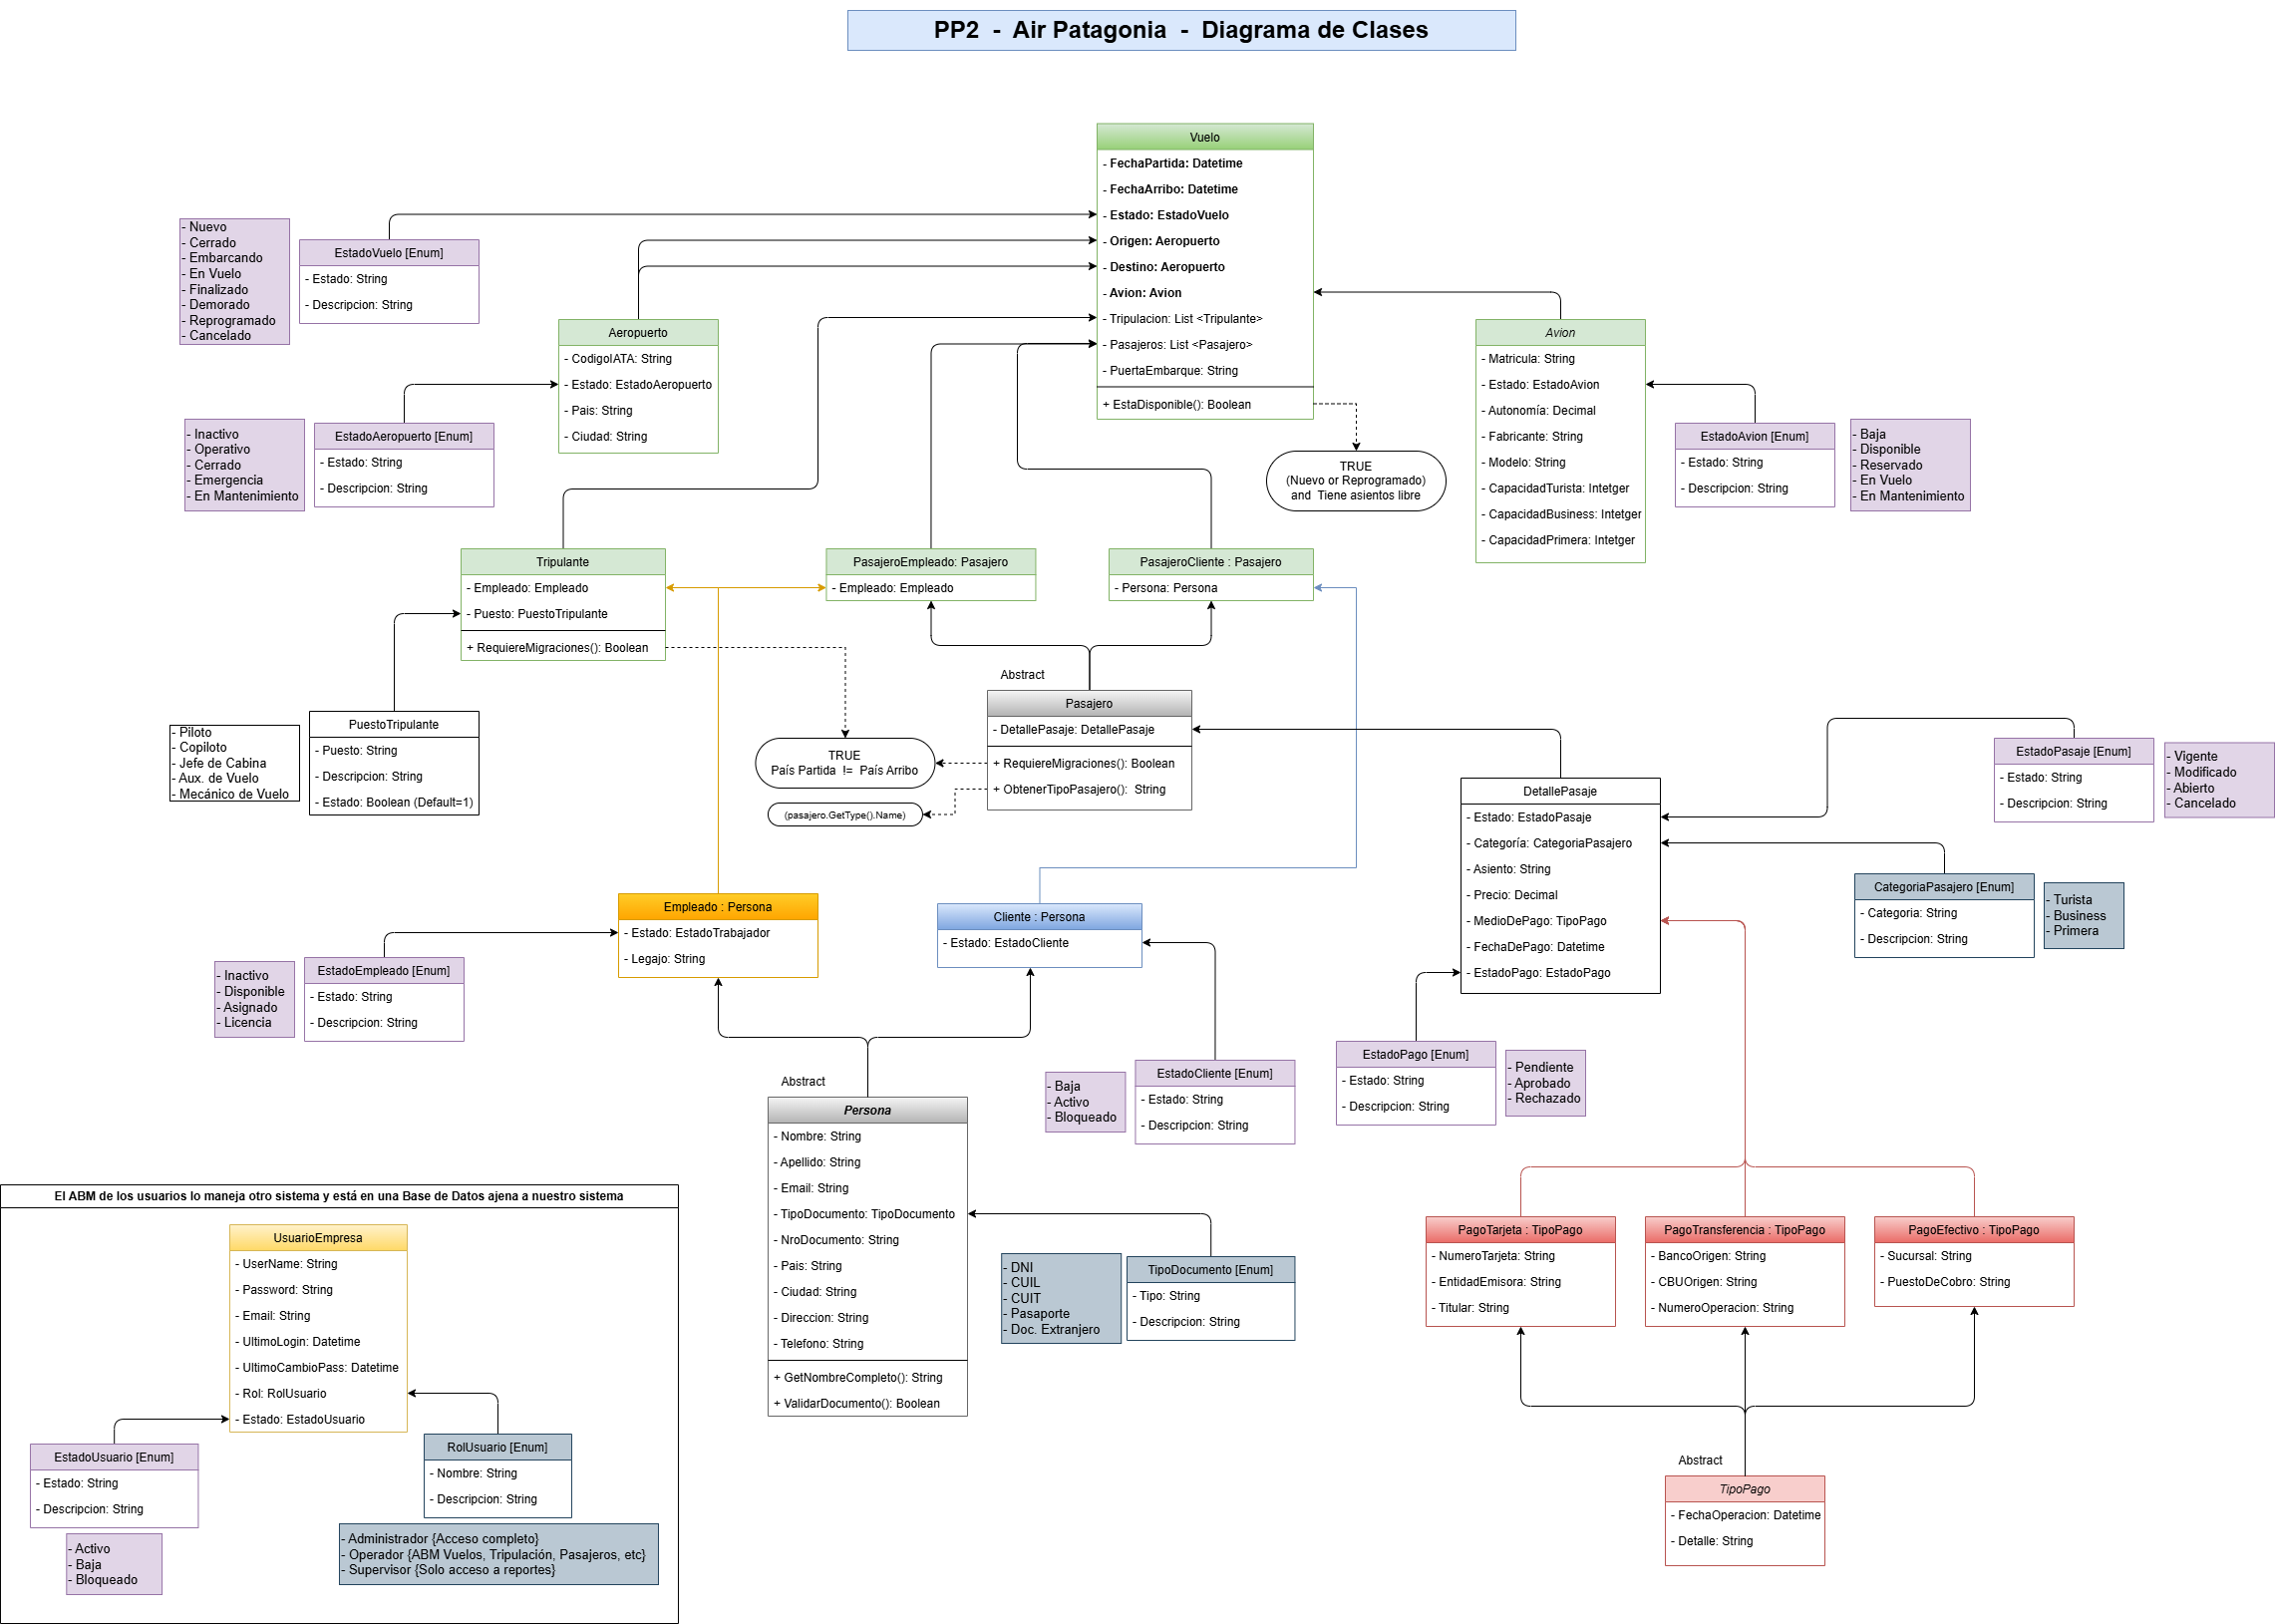 PP2 - Air Patagonia - Diagrama de Clases
Vuelo
- FechaPartida: Datetime
- FechaArribo: Datetime
- Estado: EstadoVuelo
- Origen: Aeropuerto
- Destino: Aeropuerto
- Avion: Avion
- Tripulacion: List <Tripulante>
- Pasajeros: List <Pasajero>
- PuertaEmbarque: String
+ EstaDisponible(): Boolean
- Nuevo
- Cerrado
- Embarcando
- En Vuelo
- Finalizado
- Demorado
- Reprogramado
- Cancelado
EstadoVuelo [Enum]
- Estado: String
- Descripcion: String
Aeropuerto
- CodigoIATA: String
- Estado: EstadoAeropuerto
- Pais: String
- Ciudad: String
Avion
- Matricula: String
- Estado: EstadoAvion
- Autonomía: Decimal
- Fabricante: String
- Modelo: String
- CapacidadTurista: Intetger
- CapacidadBusiness: Intetger
- CapacidadPrimera: Intetger
- Inactivo
- Operativo
- Cerrado
- Emergencia
- En Mantenimiento
EstadoAeropuerto [Enum]
- Estado: String
- Descripcion: String
TRUE
(Nuevo or Reprogramado)
and Tiene asientos libre
EstadoAvion [Enum]
- Estado: String
- Descripcion: String
- Baja
- Disponible
- Reservado
- En Vuelo
- En Mantenimiento
Tripulante
- Empleado: Empleado
- Puesto: PuestoTripulante
+ RequiereMigraciones(): Boolean
PasajeroEmpleado: Pasajero
- Empleado: Empleado
PasajeroCliente : Pasajero
- Persona: Persona
Abstract
Pasajero
- DetallePasaje: DetallePasaje
+ RequiereMigraciones(): Boolean
+ ObtenerTipoPasajero(): String
- Piloto
- Copiloto
- Jefe de Cabina
- Aux. de Vuelo
- Mecánico de Vuelo
PuestoTripulante
- Puesto: String
- Descripcion: String
- Estado: Boolean (Default=1)
TRUE
País Partida != País Arribo
(pasajero.GetType().Name)
DetallePasaje
- Estado: EstadoPasaje
- Categoría: CategoriaPasajero
- Asiento: String
- Precio: Decimal
- MedioDePago: TipoPago
- FechaDePago: Datetime
- EstadoPago: EstadoPago
EstadoPasaje [Enum]
- Estado: String
- Descripcion: String
- Vigente
- Modificado
- Abierto
- Cancelado
CategoriaPasajero [Enum]
- Categoria: String
- Descripcion: String
- Turista
- Business
- Primera
Empleado : Persona
- Estado: EstadoTrabajador
- Legajo: String
Cliente : Persona
- Estado: EstadoCliente
- Inactivo
- Disponible
- Asignado
- Licencia
EstadoEmpleado [Enum]
- Estado: String
- Descripcion: String
EstadoPago [Enum]
- Estado: String
- Descripcion: String
- Pendiente
- Aprobado
- Rechazado
- Baja
- Activo
- Bloqueado
EstadoCliente [Enum]
- Estado: String
- Descripcion: String
Abstract
Persona
- Nombre: String
- Apellido: String
- Email: String
- TipoDocumento: TipoDocumento
- NroDocumento: String
- Pais: String
- Ciudad: String
- Direccion: String
- Telefono: String
+ GetNombreCompleto(): String
+ ValidarDocumento(): Boolean
- DNI
- CUIL
- CUIT
- Pasaporte
- Doc. Extranjero
TipoDocumento [Enum]
- Tipo: String
- Descripcion: String
PagoTarjeta : TipoPago
- NumeroTarjeta: String
- EntidadEmisora: String
- Titular: String
PagoTransferencia : TipoPago
- BancoOrigen: String
- CBUOrigen: String
- NumeroOperacion: String
PagoEfectivo : TipoPago
- Sucursal: String
- PuestoDeCobro: String
Abstract
TipoPago
- FechaOperacion: Datetime
- Detalle: String
El ABM de los usuarios lo maneja otro sistema y está en una Base de Datos ajena a nuestro sistema
UsuarioEmpresa
- UserName: String
- Password: String
- Email: String
- UltimoLogin: Datetime
- UltimoCambioPass: Datetime
- Rol: RolUsuario
- Estado: EstadoUsuario
EstadoUsuario [Enum]
- Estado: String
- Descripcion: String
- Activo
- Baja
- Bloqueado
RolUsuario [Enum]
- Nombre: String
- Descripcion: String
- Administrador {Acceso completo}
- Operador {ABM Vuelos, Tripulación, Pasajeros, etc}
- Supervisor {Solo acceso a reportes}